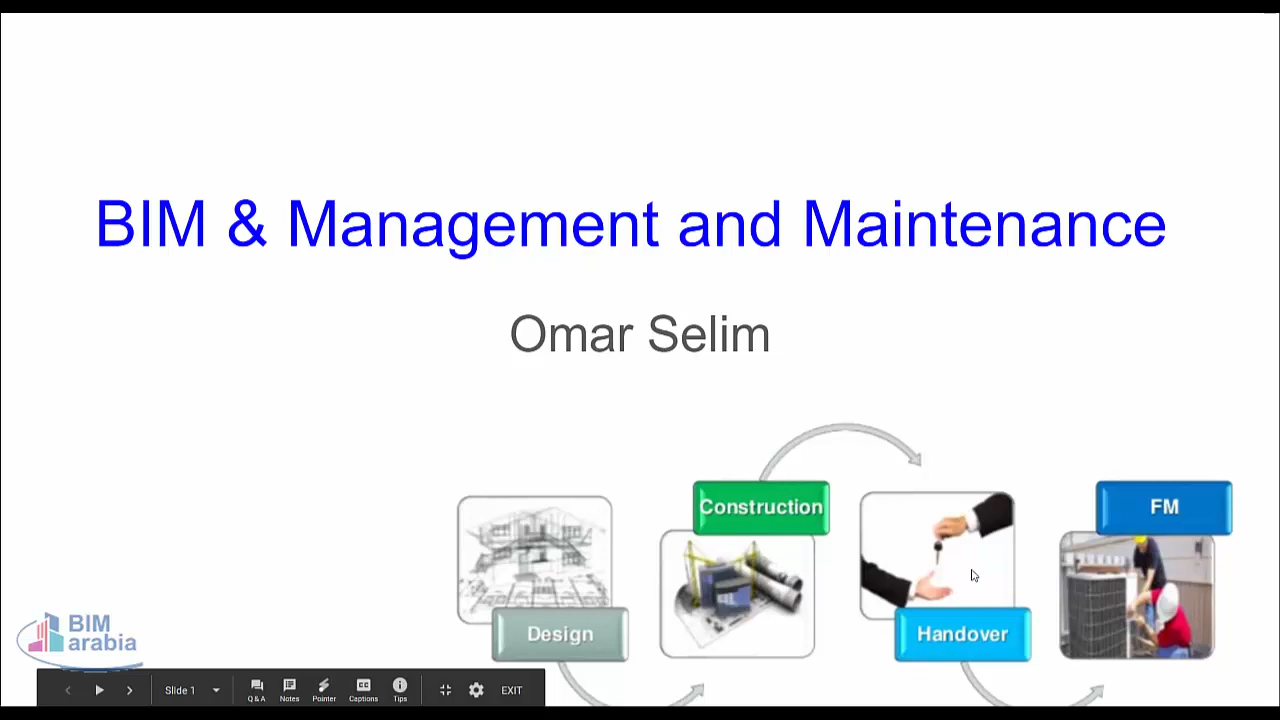 BIM & Management and Maintenance
Omar Selim
Construction
FM
Design
Handover
BIM
arabia
Slide 1
Q & A
Notes
Pointer
Captions
Tips
EXIT
CC